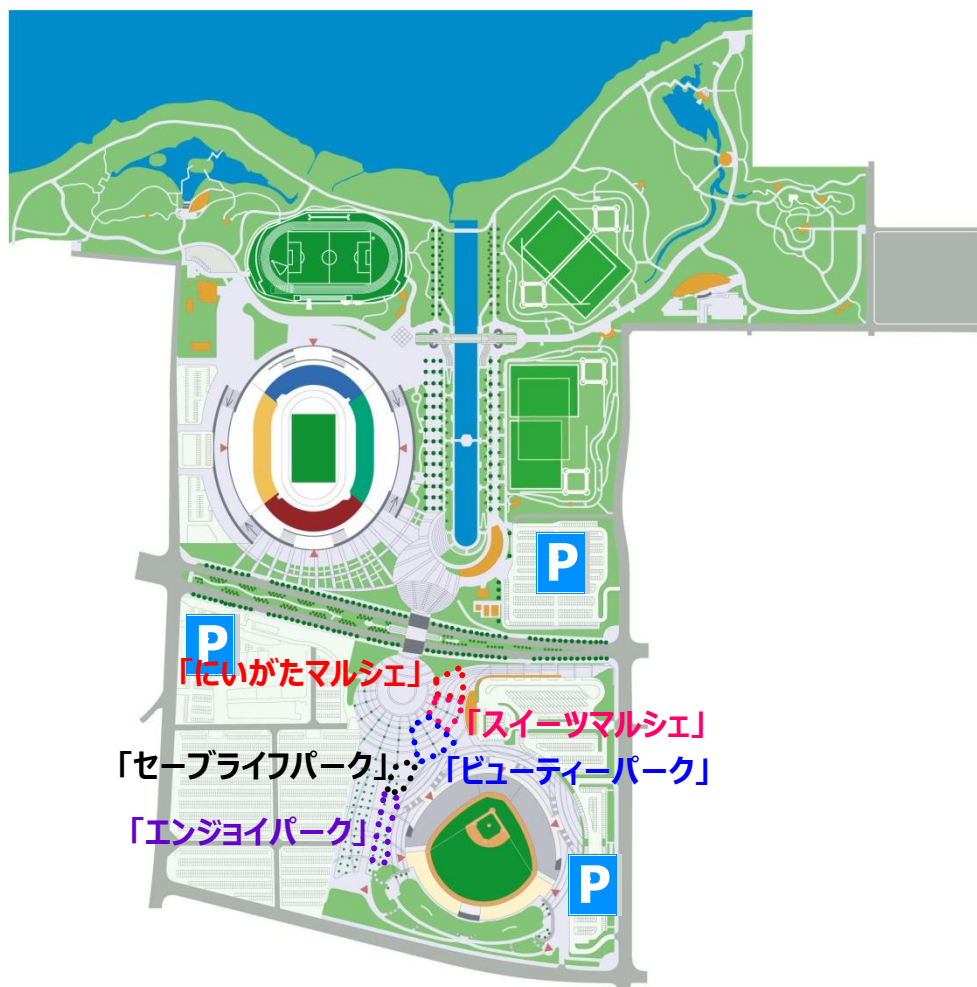 P
P
「にいがたマルシェ」
「スイーツマルシェ」
「セーブライフパーク」
「ビューティーパーク」
「エンジョイパーク」
P